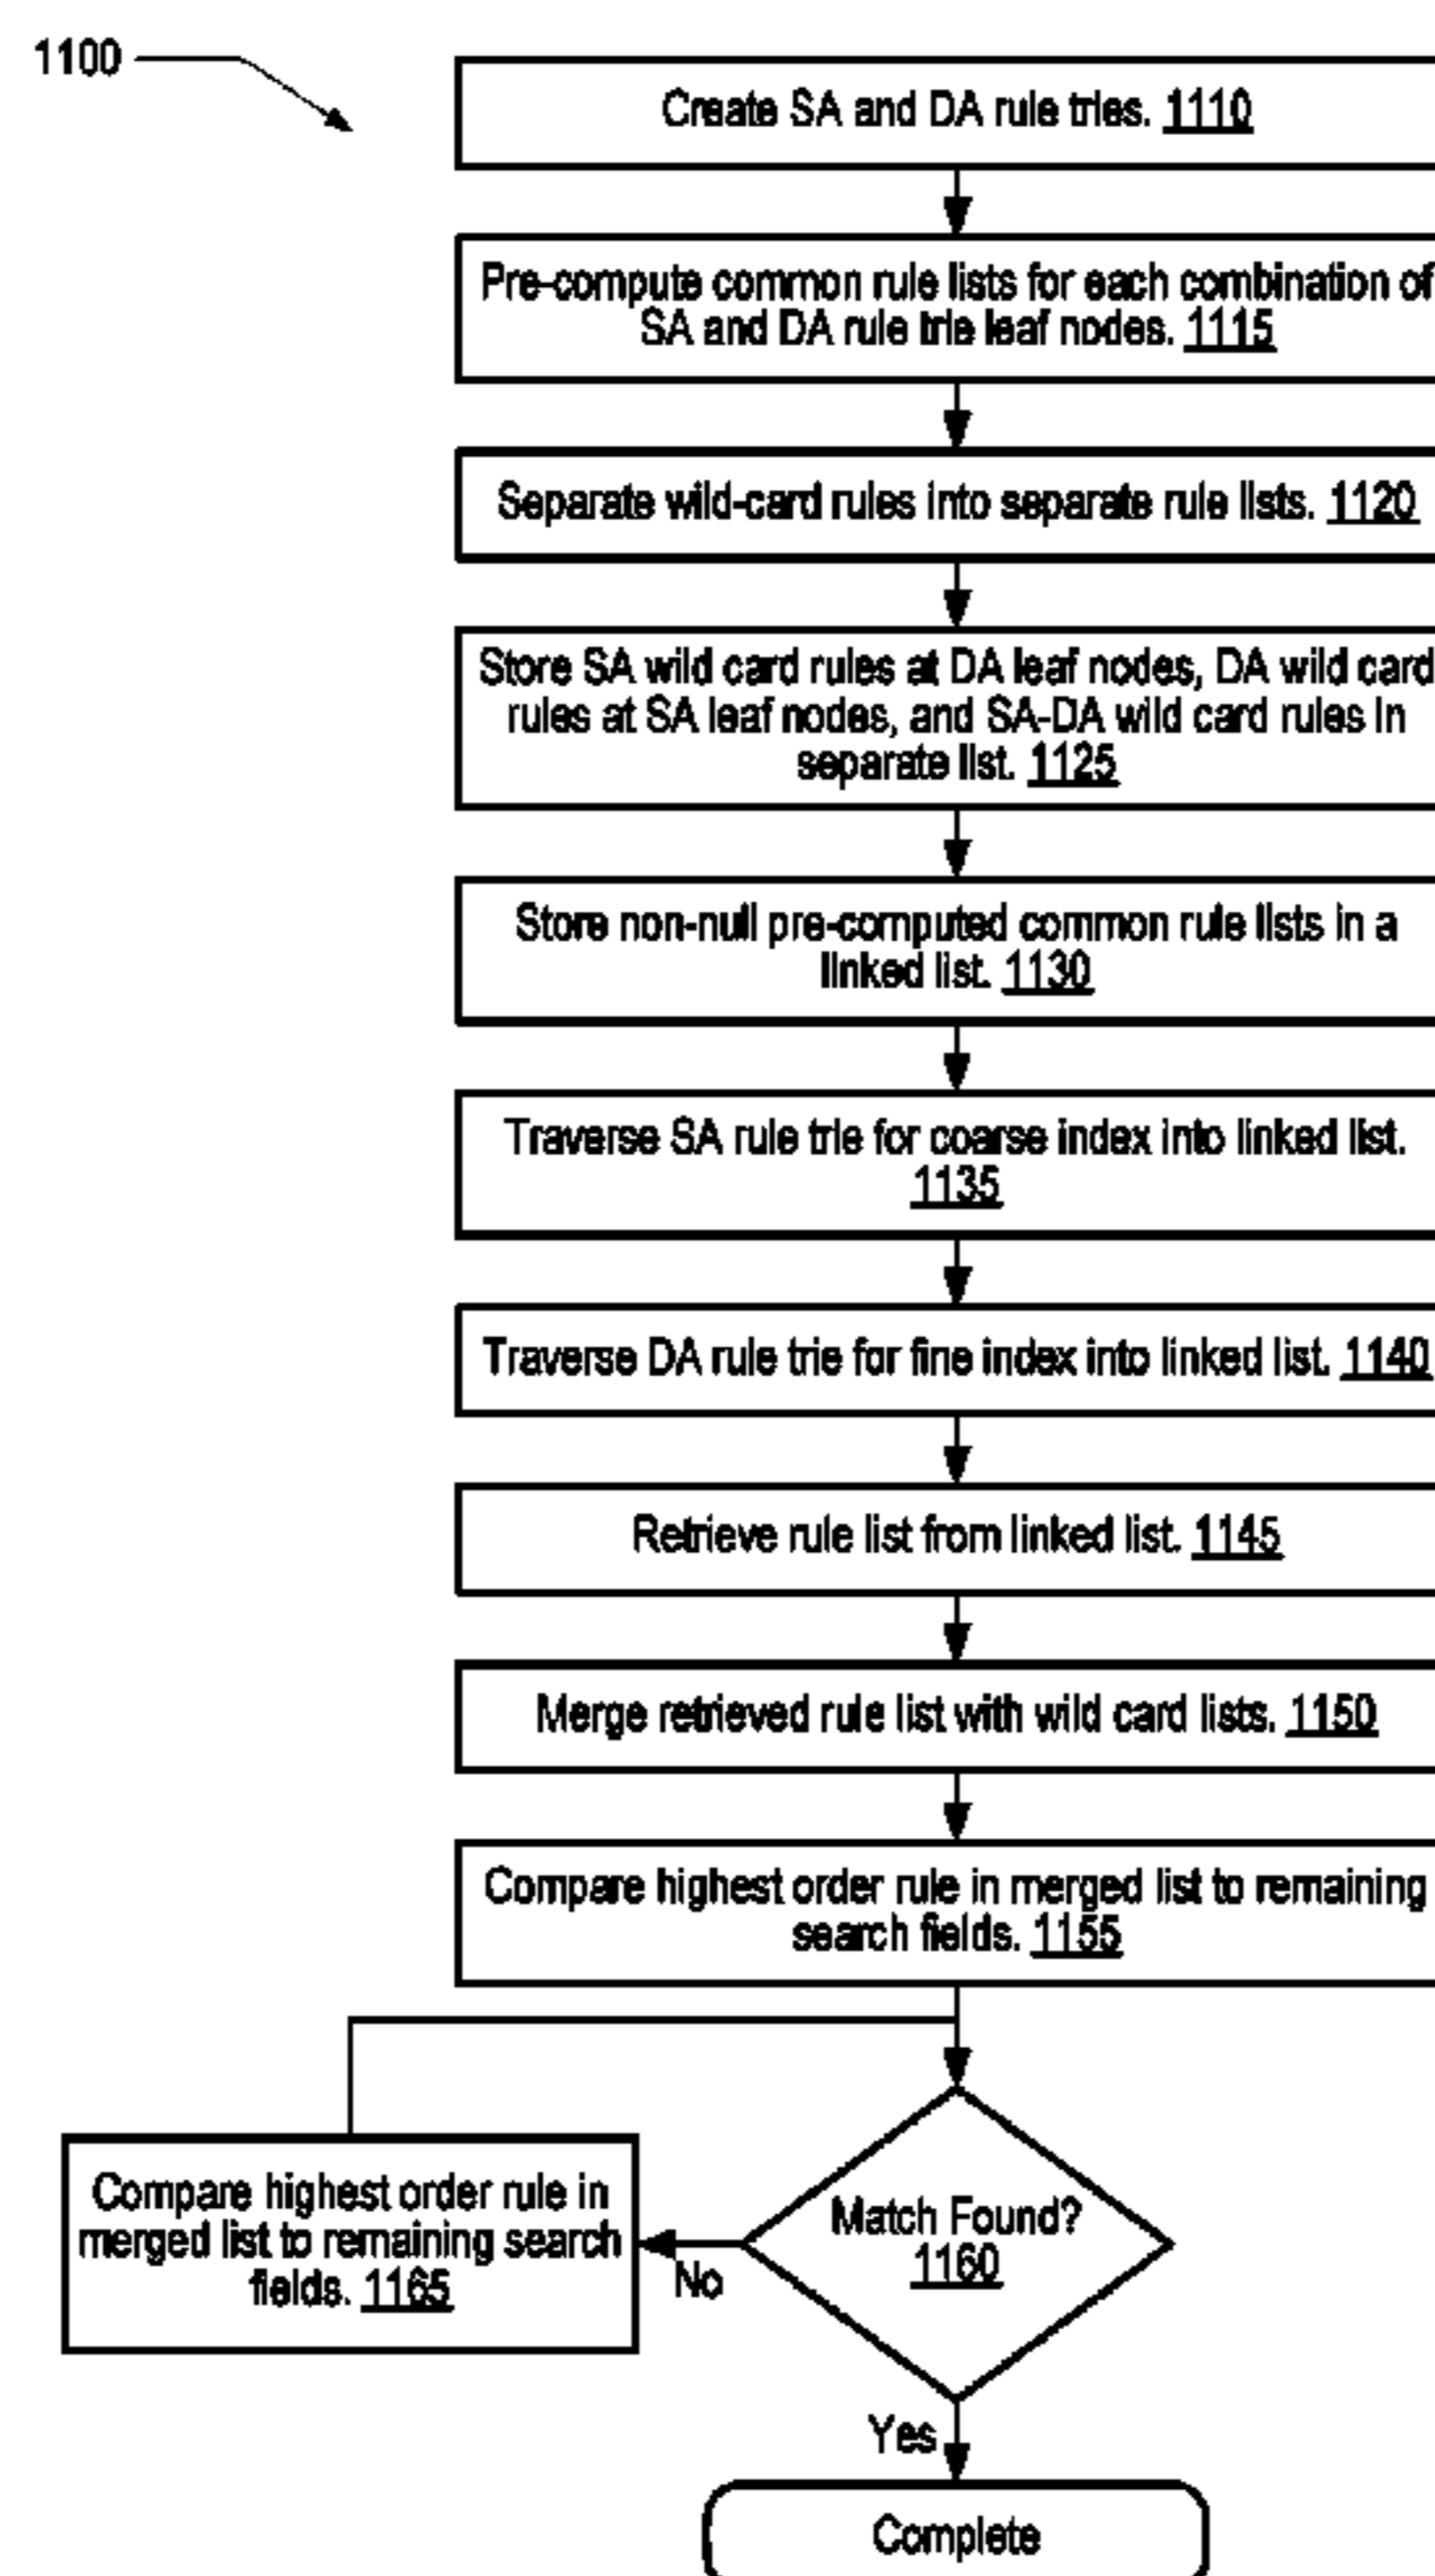 1100
Create SA and DA rule tries. 1110
Pre-compute common rule lists for each combination of
SA and DA rule trie leaf nodes. 1115
Separate wild-card rules into separate rule lists. 1120
Store SA wild card rules at DA leaf nodes, DA wild card
rules at SA leaf nodes, and SA-DA wild card rules in
separate list. 1125
Store non-null pre-computed common rule lists in a
linked list. 1130
Traverse SA rule trie for coarse index into linked list.
1135
Traverse DA rule trie for fine index into linked list. 1140
Retrieve rule list from linked list. 1145
Merge retrieved rule list with wild card lists. 1150
Compare highest order rule in merged list to remaining
search fields. 1155
Compare highest order rule in
merged list to remaining search
fields. 1165
No
Match Found?
1160
Yes
Complete